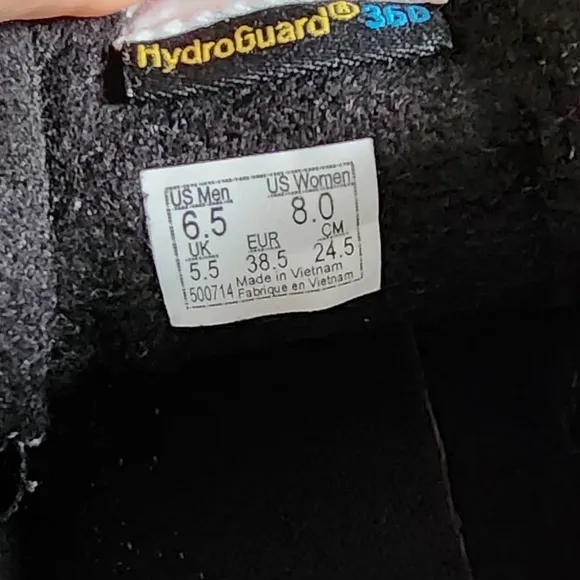 HydroGuard® 360
US Men US Women
6.5 8.0
UK EUR CM
5.5 38.5 24.5
500714 Made in Vietnam
Fabrique en Vietnam